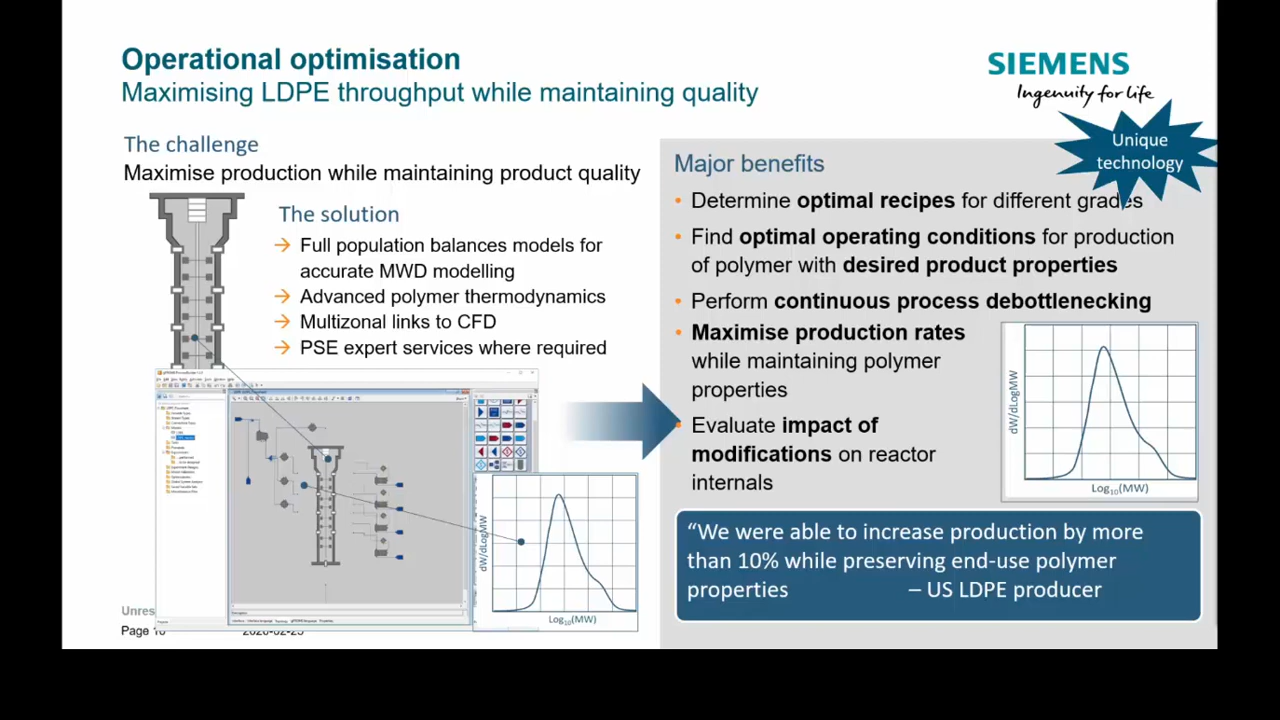 Operational optimisation
Maximising LDPE throughput while maintaining quality
SIEMENS
Ingenuity for life
Unique
technology
The challenge
Maximise production while maintaining product quality
The solution
→ Full population balances models for
accurate MWD modelling
→ Advanced polymer thermodynamics
→ Multizonal links to CFD
→ PSE expert services where required
dW/dLogMW
Log10(MW)
Major benefits
• Determine optimal recipes for different grades
• Find optimal operating conditions for production
of polymer with desired product properties
• Perform continuous process debottlenecking
• Maximise production rates
while maintaining polymer
properties
• Evaluate impact of
modifications on reactor
internals
dW/dLogMW
Log10(MW)
“We were able to increase production by more
than 10% while preserving end-use polymer
properties – US LDPE producer
Unres
Page